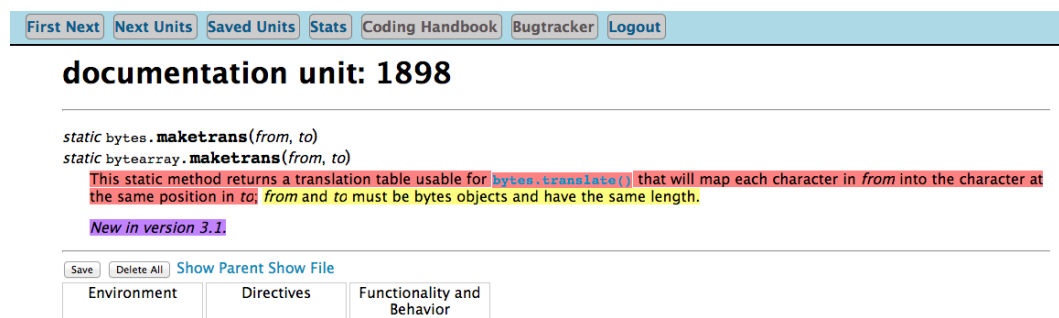 First Next Next Units Saved Units Stats Coding Handbook Bugtracker Logout
documentation unit: 1898
static bytes.maketrans(from, to)
static bytearray.maketrans(from, to)
This static method returns a translation table usable for bytes.translate() that will map each character in from into the character at
the same position in to; from and to must be bytes objects and have the same length.
New in version 3.1.
Save Delete All Show Parent Show File
Environment Directives Functionality and
Behavior